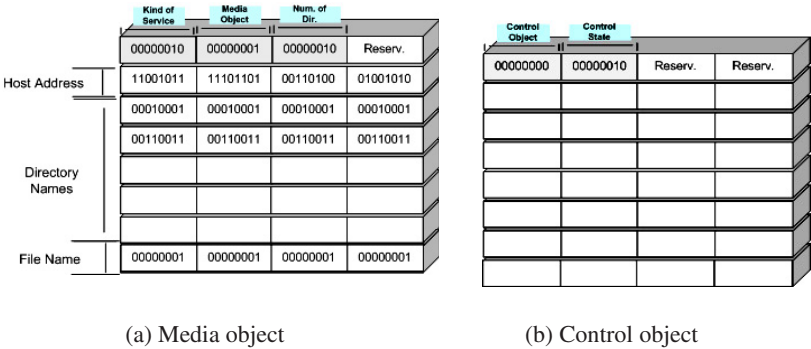 Kind of Service
Media Object
Num. of Dir.
00000010 00000001 00000010 Reserv.
Host Address
11001011 11101101 00110100 01001010
00010001 00010001 00010001 00010001
00110011 00110011 00110011 00110011
Directory Names
File Name
00000001 00000001 00000001 00000001
(a) Media object
Control Object
Control State
00000000 00000010 Reserv. Reserv.
(b) Control object